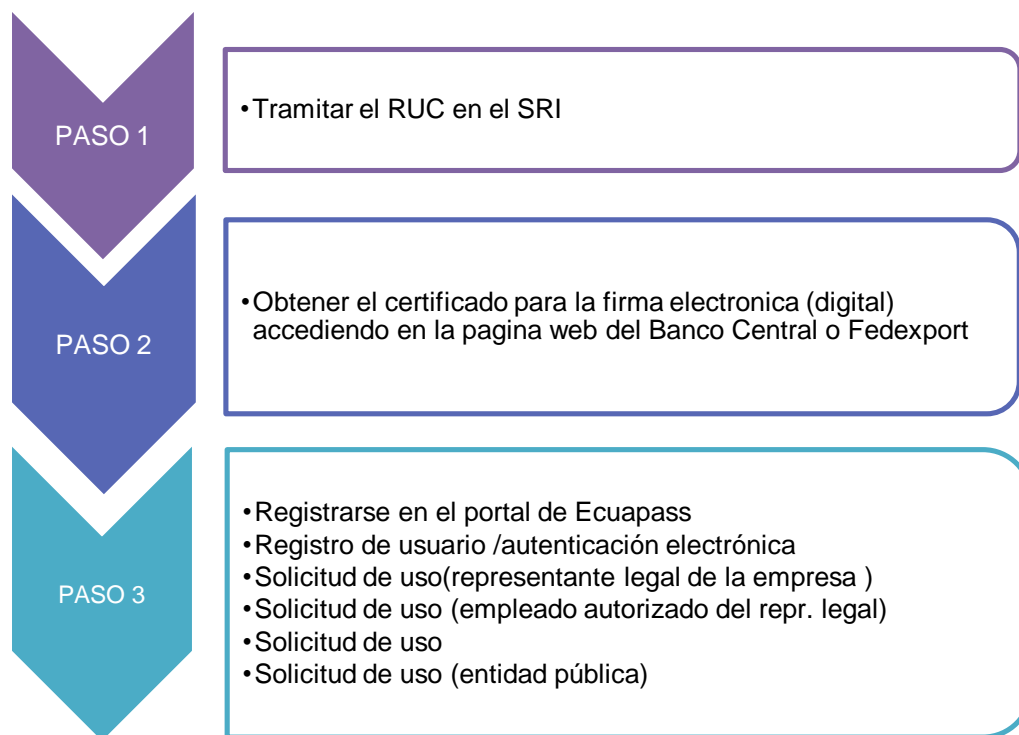 PASO 1
•Tramitar el RUC en el SRI
PASO 2
•Obtener el certificado para la firma electronica (digital)
accediendo en la pagina web del Banco Central o Fedexport
PASO 3
•Registrarse en el portal de Ecuapass
•Registro de usuario /autenticación electrónica
•Solicitud de uso(representante legal de la empresa )
•Solicitud de uso (empleado autorizado del repr. legal)
•Solicitud de uso
•Solicitud de uso (entidad pública)